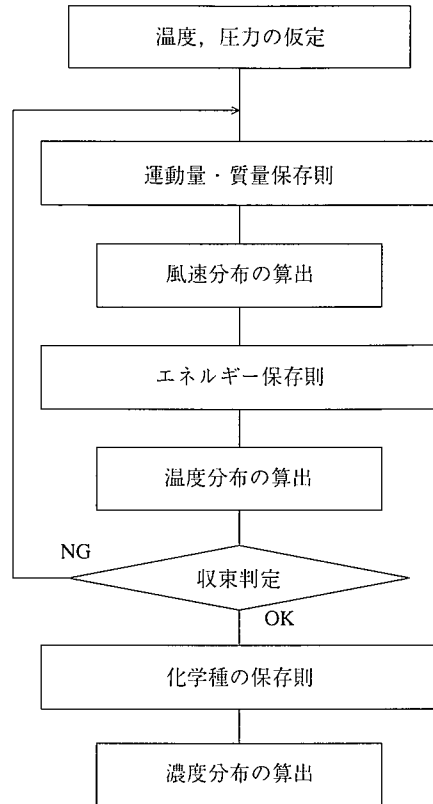 温度，圧力の仮定
運動量・質量保存則
風速分布の算出
エネルギー保存則
温度分布の算出
NG
収束判定
OK
化学種の保存則
濃度分布の算出